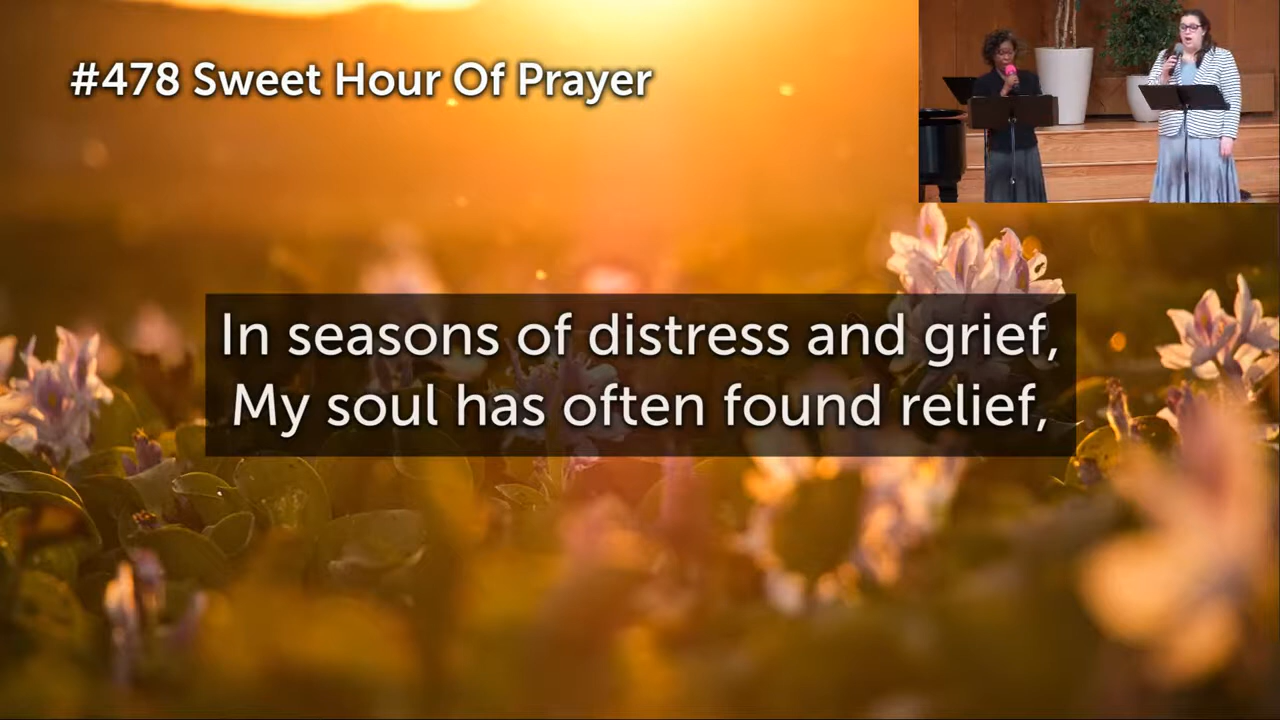 #478 Sweet Hour Of Prayer
In seasons of distress and grief,
My soul has often found relief,